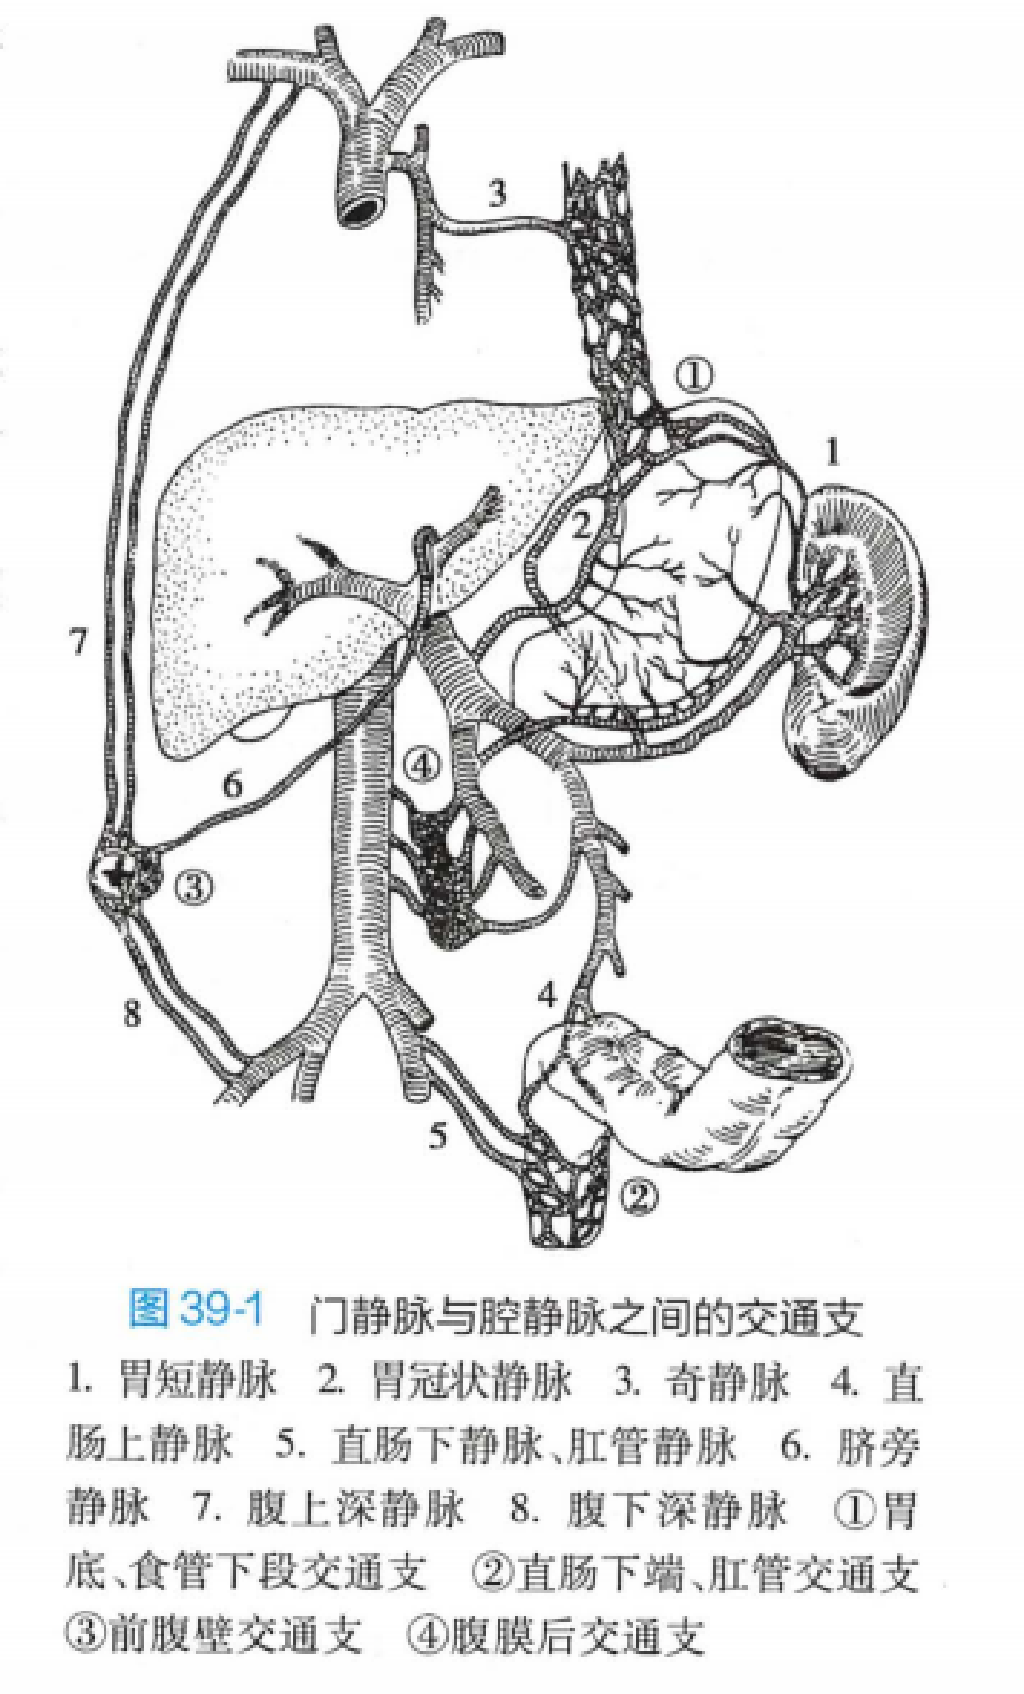 3
①
1
2
7
④
6
③
4
8
5
②
图 39-1 门静脉与腔静脉之间的交通支
1. 胃短静脉 2. 胃冠状静脉 3. 奇静脉 4. 直
肠上静脉 5. 直肠下静脉、肛管静脉 6. 脐旁
静脉 7. 腹上深静脉 8. 腹下深静脉 ①胃
底、食管下段交通支 ②直肠下端、肛管交通支
③前腹壁交通支 ④腹膜后交通支